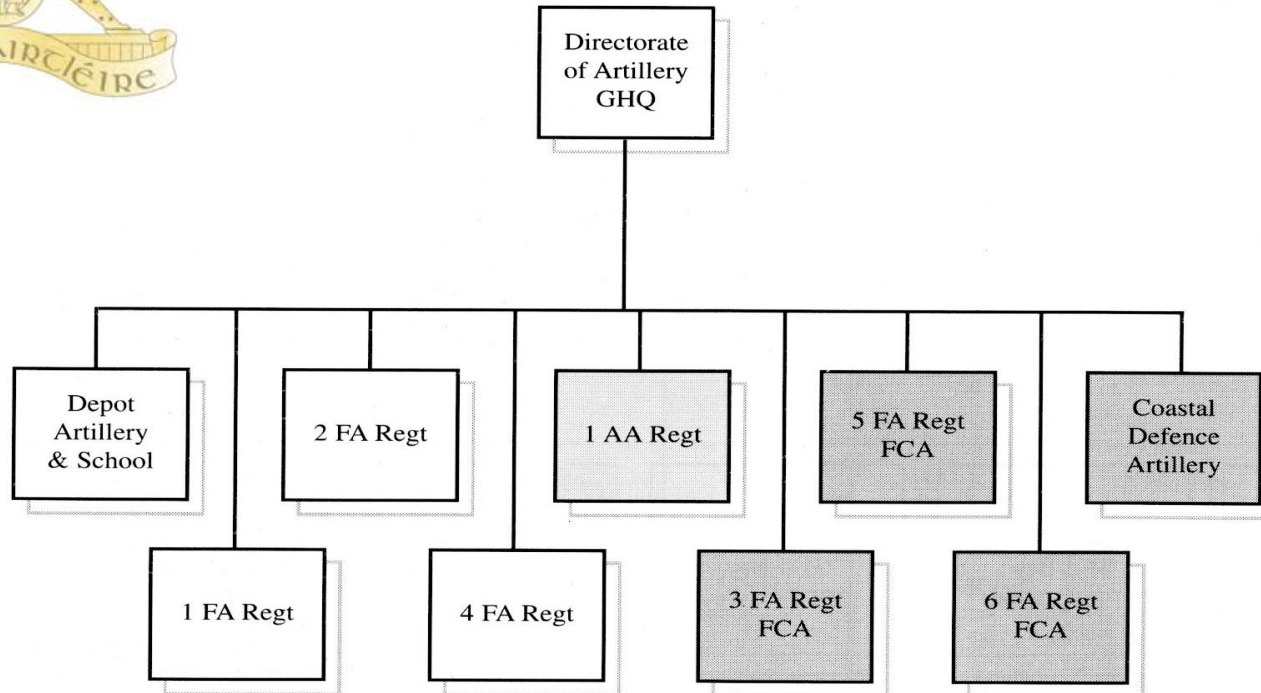 AIRTLÉIRE
Directorate
of Artillery
GHQ
Depot
Artillery
& School
2 FA Regt
1 AA Regt
5 FA Regt
FCA
Coastal
Defence
Artillery
1 FA Regt
4 FA Regt
3 FA Regt
FCA
6 FA Regt
FCA